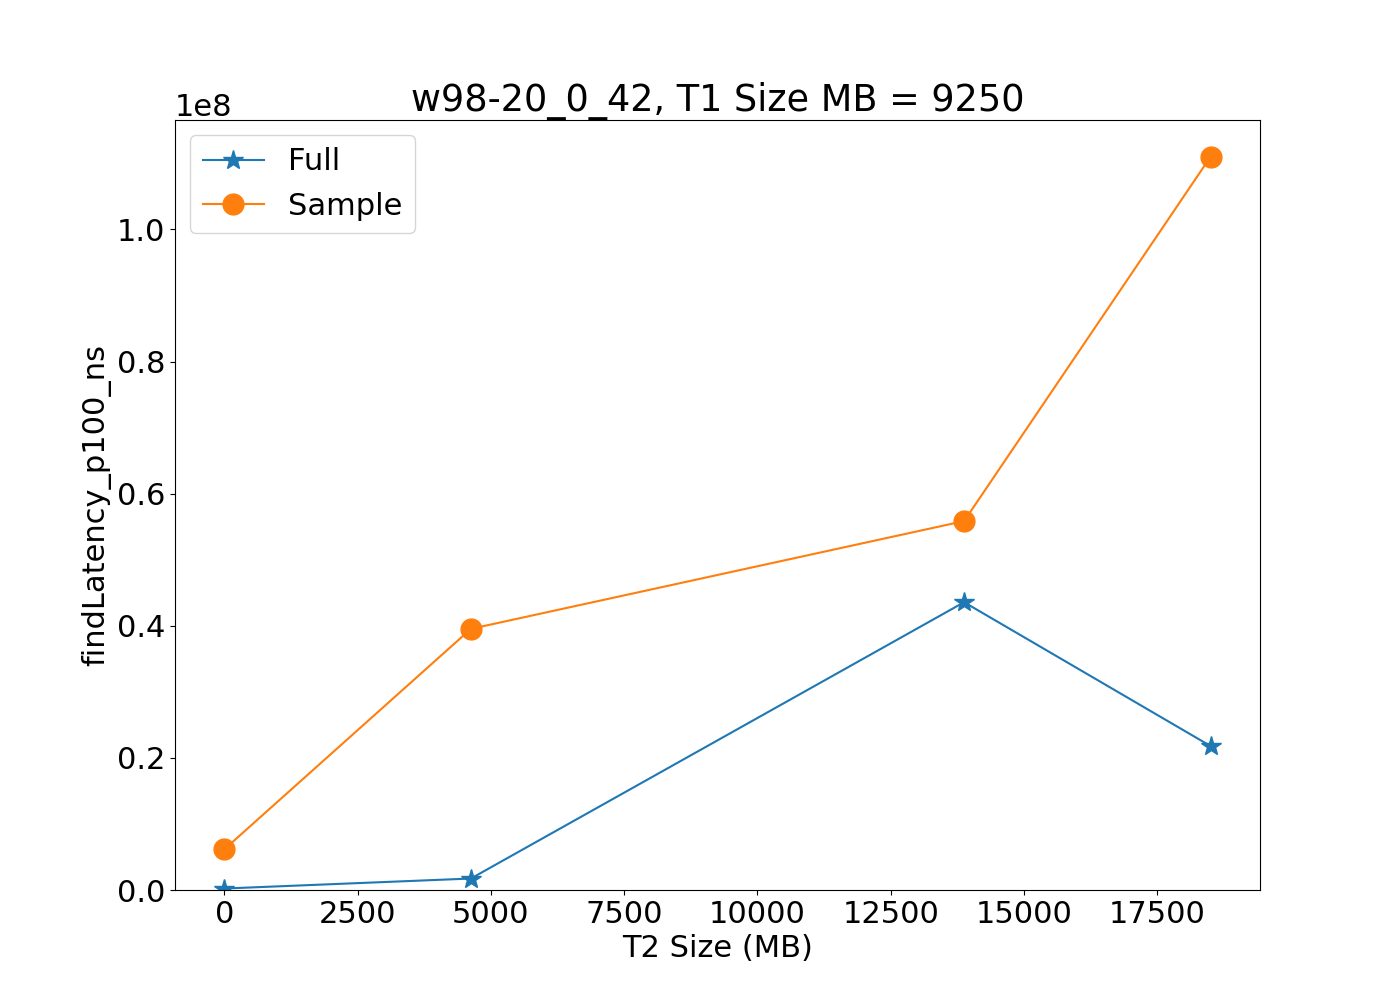 w98-20_0_42, T1 Size MB = 9250
1e8
Full
Sample
1.0
0.8
0.6
0.4
0.2
0.0
findLatency_p100_ns
0 2500 5000 7500 10000 12500 15000 17500
T2 Size (MB)